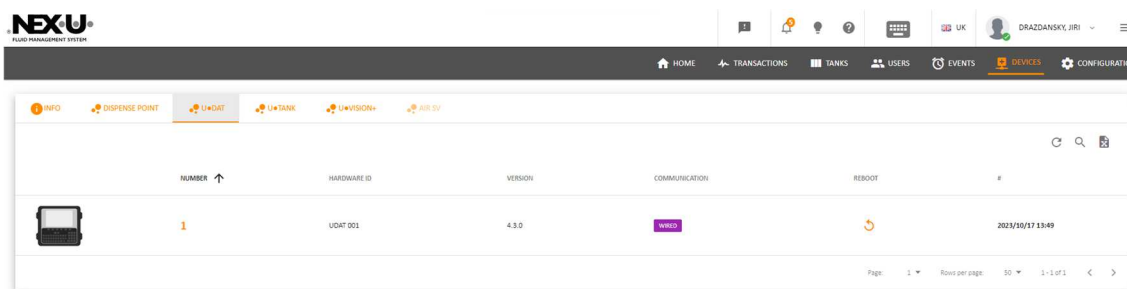 NEX•U•
FLUID MANAGEMENT SYSTEM
5
UK
DRAZDANSKY, JIRI
HOME
TRANSACTIONS
TANKS
USERS
EVENTS
DEVICES
CONFIGURATI
INFO
DISPENSE POINT
U•DAT
U•TANK
U•VISION+
AIR SV
NUMBER
HARDWARE ID
VERSION
COMMUNICATION
REBOOT
#
1
UDAT 001
4.3.0
WIRED
2023/10/17 13:49
Page: 1
Rows per page: 50
1-1 of 1